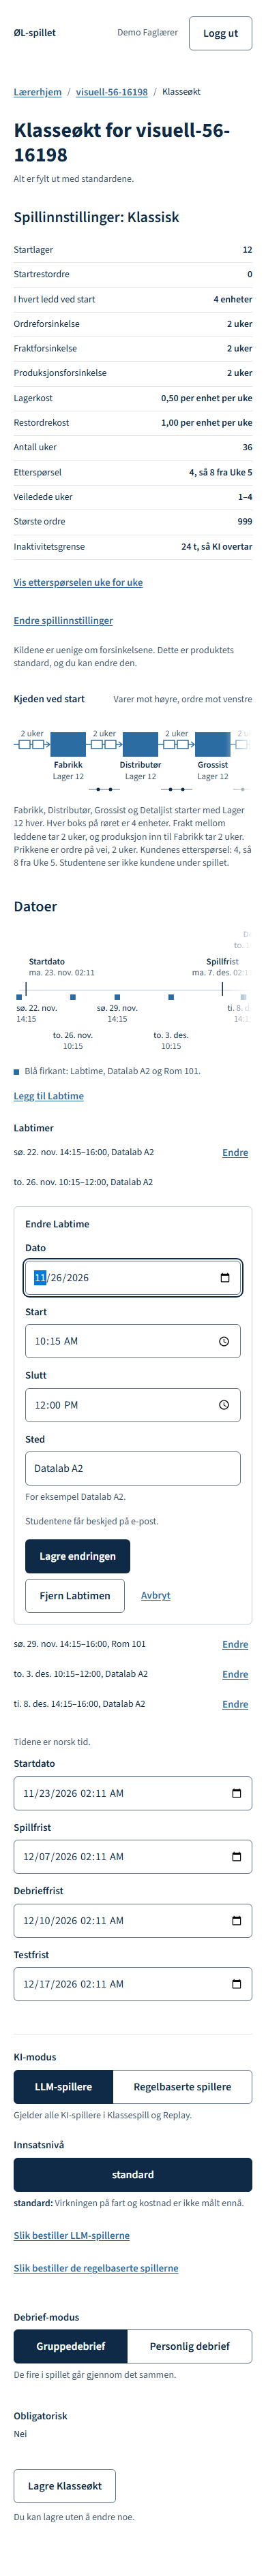 ØL-spillet
Demo Faglærer
Logg ut
Lærerhjem / visuell-56-16198 / Klasseøkt
Klasseøkt for visuell-56-
16198
Alt er fylt ut med standardene.
Spillinnstillinger: Klassisk
Startlager 12
Startrestordre 0
I hvert ledd ved start 4 enheter
Ordreforsinkelse 2 uker
Fraktforsinkelse 2 uker
Produksjonsforsinkelse 2 uker
Lagerkost 0,50 per enhet per uke
Restordrekost 1,00 per enhet per uke
Antall uker 36
Etterspørsel 4, så 8 fra Uke 5
Veiledede uker 1–4
Største ordre 999
Inaktivitetsgrense 24 t, så KI overtar
Vis etterspørselen uke for uke
Endre spillinnstillinger
Kildene er uenige om forsinkelsene. Dette er produktets
standard, og du kan endre den.
Kjeden ved start Varer mot høyre, ordre mot venstre
2 uker 2 uker 2 uker 2 u
Fabrikk Distributør Grossist
Lager 12 Lager 12 Lager 12
Fabrikk, Distributør, Grossist og Detaljist starter med Lager
12 hver. Hver boks på røret er 4 enheter. Frakt mellom
leddene tar 2 uker, og produksjon inn til Fabrikk tar 2 uker.
Prikkene er ordre på vei, 2 uker. Kundenes etterspørsel: 4, så
8 fra Uke 5. Studentene ser ikke kundene under spillet.
Datoer
De
to. 1
Startdato Spillfrist
ma. 23. nov. 02:11 ma. 7. des. 02:11
sø. 22. nov. sø. 29. nov. ti. 8. d
14:15 14:15 14:1
to. 26. nov. to. 3. des.
10:15 10:15
Blå firkant: Labtime, Datalab A2 og Rom 101.
Legg til Labtime
Labtimer
sø. 22. nov. 14:15–16:00, Datalab A2 Endre
to. 26. nov. 10:15–12:00, Datalab A2
Endre Labtime
Dato
11/26/2026
Start
10:15 AM
Slutt
12:00 PM
Sted
Datalab A2
For eksempel Datalab A2.
Studentene får beskjed på e-post.
Lagre endringen
Fjern Labtimen
Avbryt
sø. 29. nov. 14:15–16:00, Rom 101 Endre
to. 3. des. 10:15–12:00, Datalab A2 Endre
ti. 8. des. 14:15–16:00, Datalab A2 Endre
Tidene er norsk tid.
Startdato
11/23/2026 02:11 AM
Spillfrist
12/07/2026 02:11 AM
Debrieffrist
12/10/2026 02:11 AM
Testfrist
12/17/2026 02:11 AM
KI-modus
LLM-spillere Regelbaserte spillere
Gjelder alle KI-spillere i Klassespill og Replay.
Innsatsnivå
standard
standard: Virkningen på fart og kostnad er ikke målt ennå.
Slik bestiller LLM-spillerne
Slik bestiller de regelbaserte spillerne
Debrief-modus
Gruppedebrief Personlig debrief
De fire i spillet går gjennom det sammen.
Obligatorisk
Nei
Lagre Klasseøkt
Du kan lagre uten å endre noe.